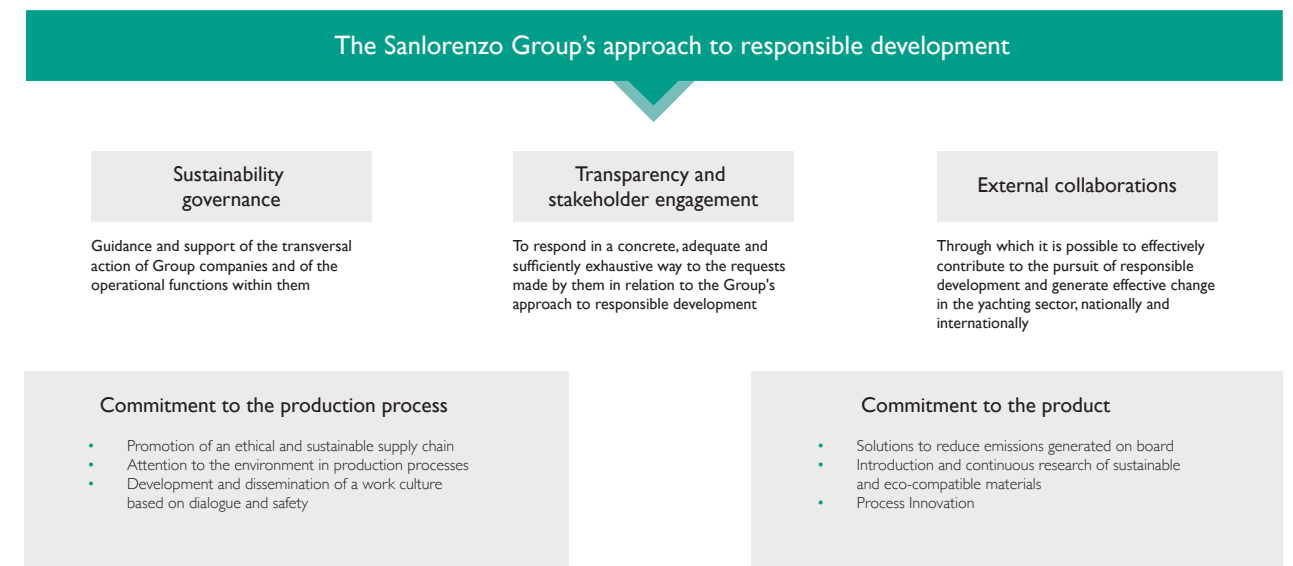 The Sanlorenzo Group's approach to responsible development
Sustainability
governance
Guidance and support of the transversal
action of Group companies and of the
operational functions within them
Transparency and
stakeholder engagement
To respond in a concrete, adequate and
sufficiently exhaustive way to the requests
made by them in relation to the Group's
approach to responsible development
External collaborations
Through which it is possible to effectively
contribute to the pursuit of responsible
development and generate effective change
in the yachting sector, nationally and
internationally
Commitment to the production process
• Promotion of an ethical and sustainable supply chain
• Attention to the environment in production processes
• Development and dissemination of a work culture
based on dialogue and safety
Commitment to the product
• Solutions to reduce emissions generated on board
• Introduction and continuous research of sustainable
and eco-compatible materials
• Process Innovation